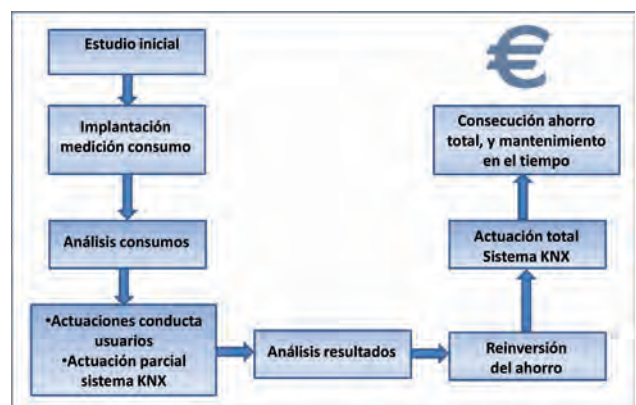 Estudio inicial
Implantación
medición consumo
Análisis consumos
•Actuaciones conducta
usuarios
•Actuación parcial
sistema KNX
Análisis resultados
Reinversión
del ahorro
Actuación total
Sistema KNX
Consecución ahorro
total, y mantenimiento
en el tiempo
€